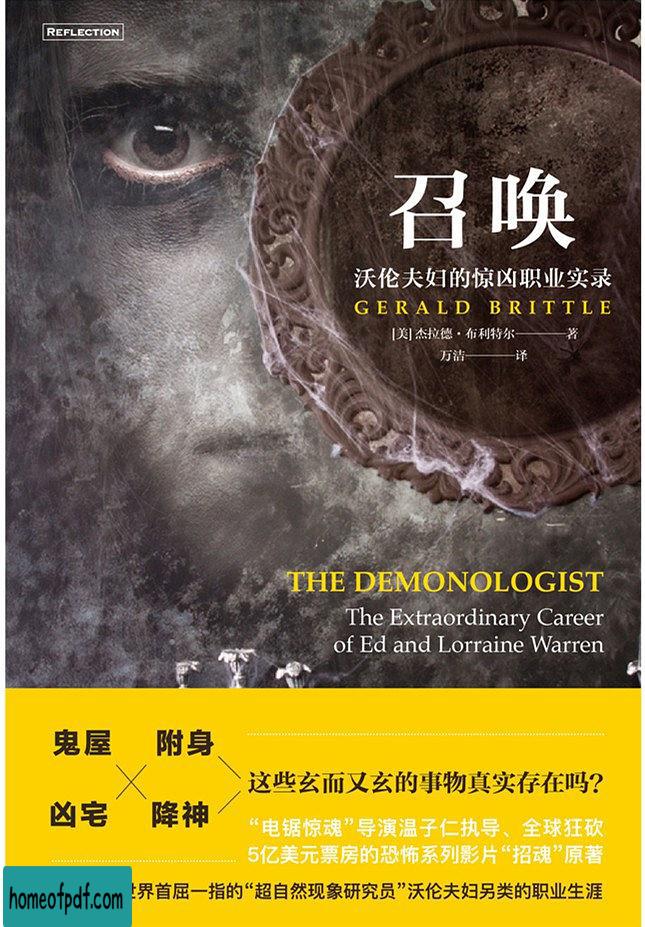 REFLECTION
召唤
沃伦夫妇的惊凶职业实录
GERALD BRITTLE
[美]杰拉德·布利特尔———著
万洁———译
THE DEMONOLOGIST
The Extraordinary Career
of Ed and Lorraine Warren
鬼屋 附身
这些玄而又玄的事物真实存在吗?
凶宅 降神
“电锯惊魂”导演温子仁执导、全球狂砍
5亿美元票房的恐怖系列影片“招魂”原著
世界首屈一指的“超自然现象研究员”沃伦夫妇另类的职业生涯
homeofpdf.com